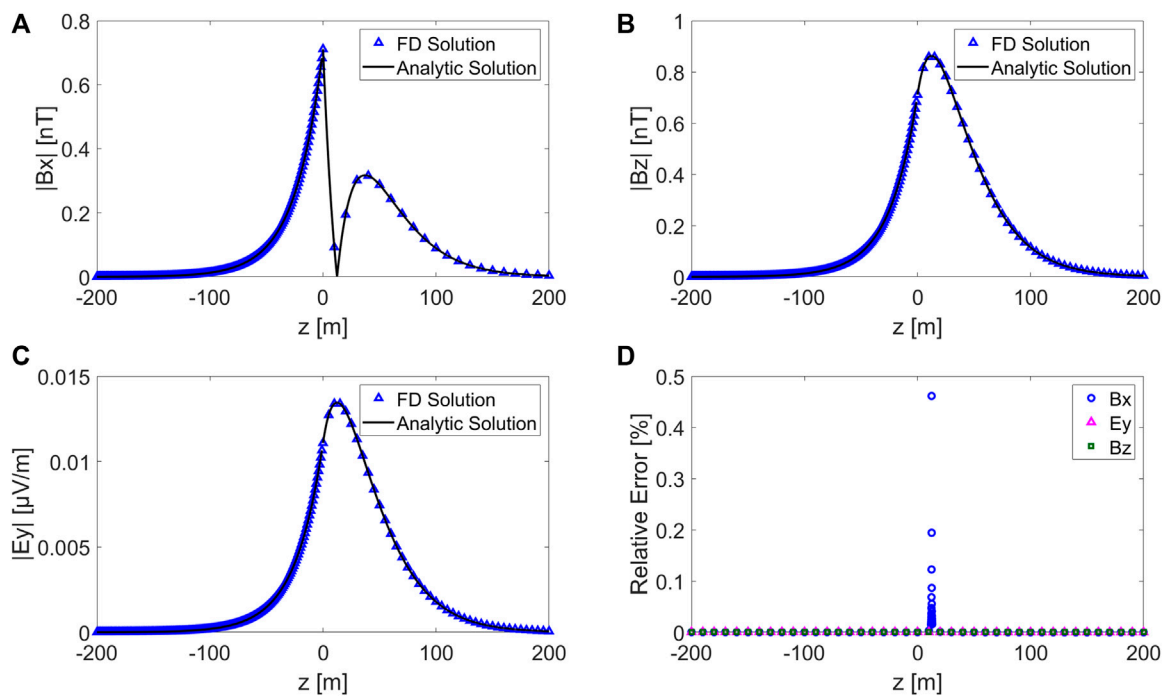 A
0.8
0.6
0.4
0.2
0
|Bx| [nT]
-200 -100 0 100 200
z [m]
FD Solution
Analytic Solution
B
1
0.8
0.6
0.4
0.2
0
|Bz| [nT]
-200 -100 0 100 200
z [m]
FD Solution
Analytic Solution
C
0.015
0.01
0.005
0
|Ey| [μV/m]
-200 -100 0 100 200
z [m]
FD Solution
Analytic Solution
D
0.5
0.4
0.3
0.2
0.1
0
Relative Error [%]
-200 -100 0 100 200
z [m]
Bx
Ey
Bz